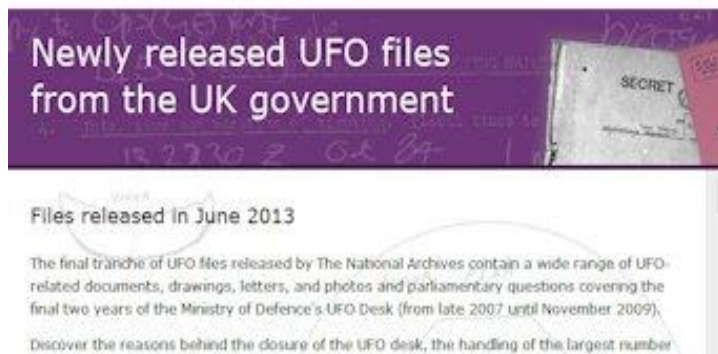 Newly released UFO files
from the UK government
SECRET
Files released in June 2013
The final tranche of UFO files released by The National Archives contain a wide range of UFO-
related documents, drawings, letters, and photos and parliamentary questions covering the
final two years of the Ministry of Defence's UFO Desk (from late 2007 until November 2009).
Discover the reasons behind the closure of the UFO desk, the handling of the largest number